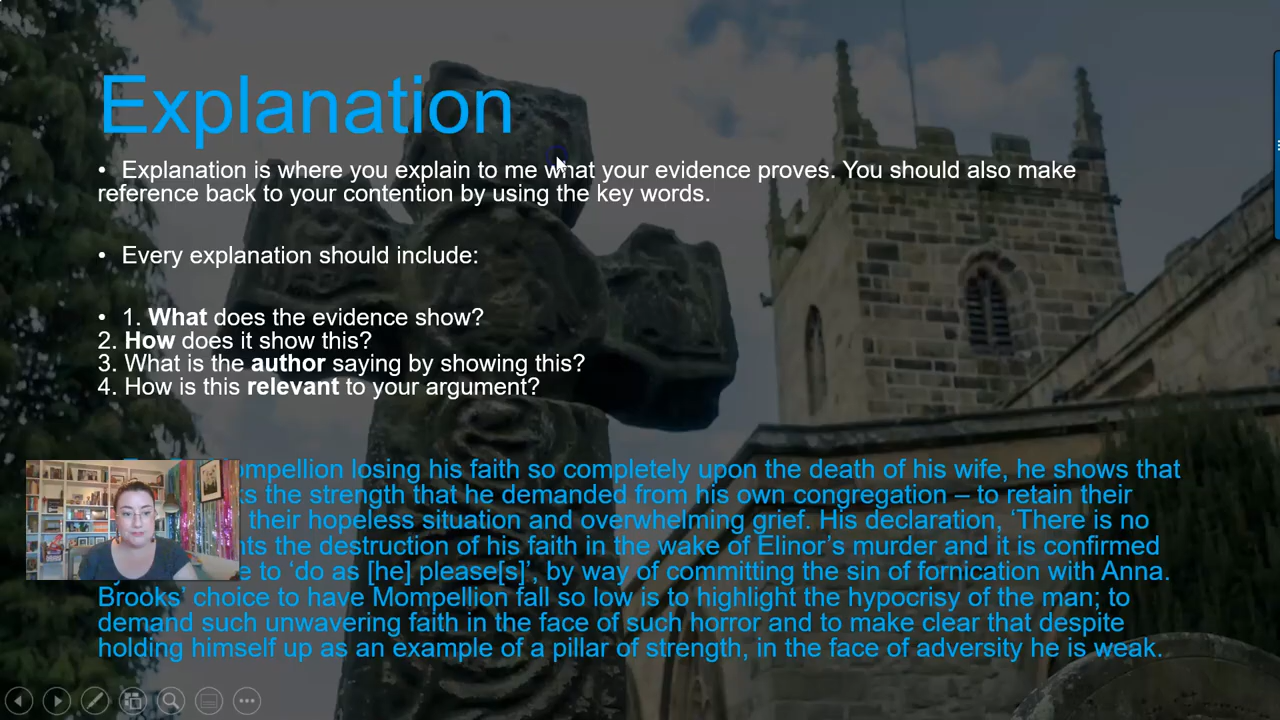 Explanation
• Explanation is where you explain to me what your evidence proves. You should also make
reference back to your contention by using the key words.
• Every explanation should include:
• 1. What does the evidence show?
2. How does it show this?
3. What is the author saying by showing this?
4. How is this relevant to your argument?
losing his faith so completely upon the death of his wife, he shows that
the strength that he demanded from his own congregation – to retain their
their hopeless situation and overwhelming grief. His declaration, ‘There is no
the destruction of his faith in the wake of Elinor’s murder and it is confirmed
to ‘do as [he] please[s]’, by way of committing the sin of fornication with Anna.
Brooks’ choice to have Mompellion fall so low is to highlight the hypocrisy of the man; to
demand such unwavering faith in the face of such horror and to make clear that despite
holding himself up as an example of a pillar of strength, in the face of adversity he is weak.